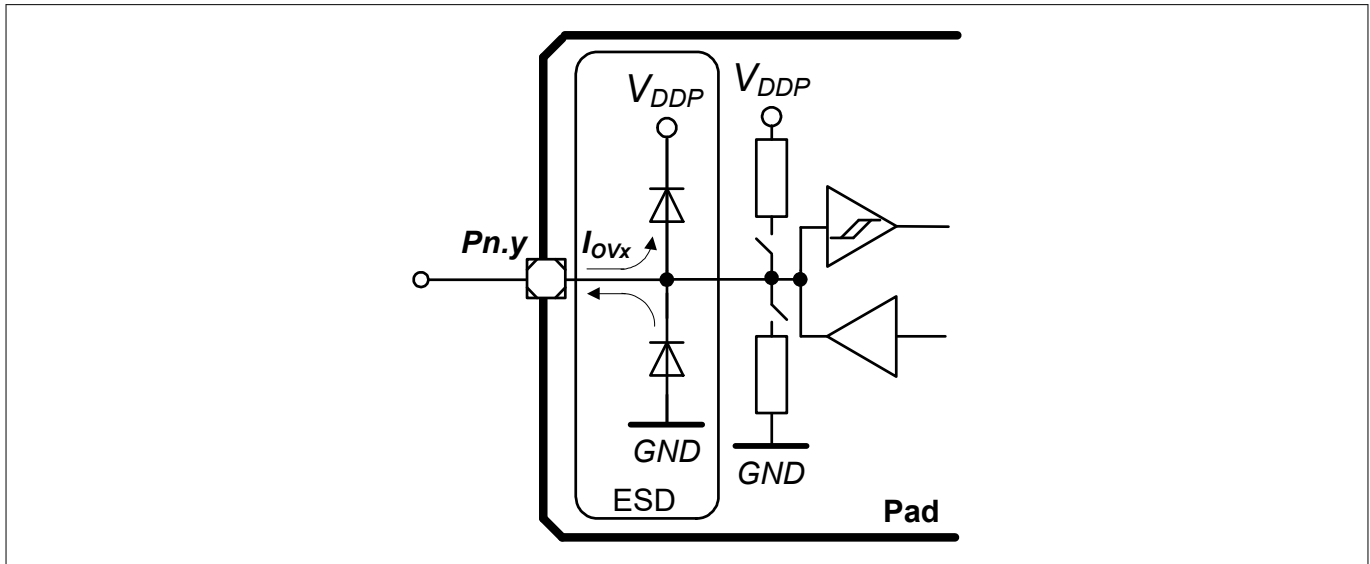 V_DDP
V_DDP
Pn.y
I_OVx
GND
GND
ESD
Pad